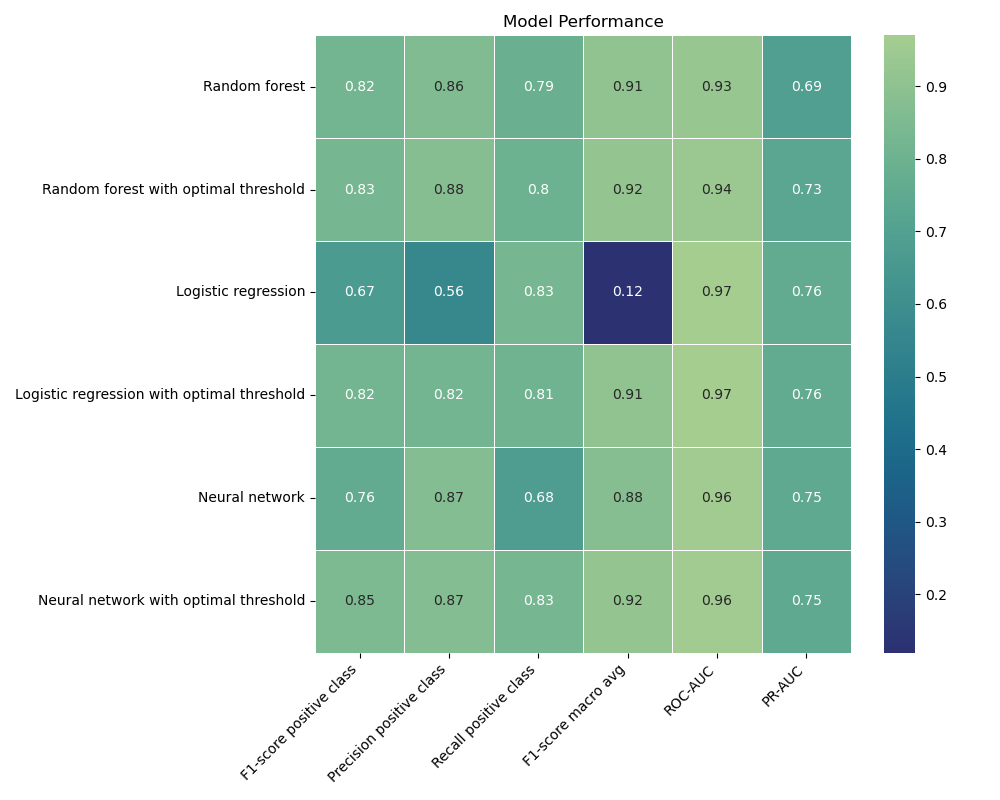 Model Performance
Random forest 0.82 0.86 0.79 0.91 0.93 0.69
Random forest with optimal threshold 0.83 0.88 0.8 0.92 0.94 0.73
Logistic regression 0.67 0.56 0.83 0.12 0.97 0.76
Logistic regression with optimal threshold 0.82 0.82 0.81 0.91 0.97 0.76
Neural network 0.76 0.87 0.68 0.88 0.96 0.75
Neural network with optimal threshold 0.85 0.87 0.83 0.92 0.96 0.75
F1-score positive class
Precision positive class
Recall positive class
F1-score macro avg
ROC-AUC
PR-AUC
0.9
0.8
0.7
0.6
0.5
0.4
0.3
0.2